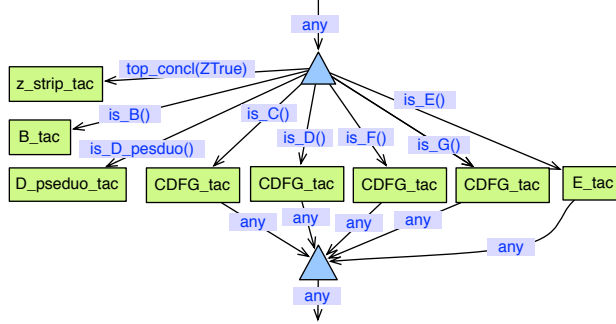 any
top_concl(ZTrue)
z_strip_tac
is_E()
is_B()
is_C()
B_tac
is_D()
is_F()
is_G()
is_D_pesduo()
D_pseduo_tac
CDFG_tac
CDFG_tac
CDFG_tac
CDFG_tac
E_tac
any
any
any
any
any
any